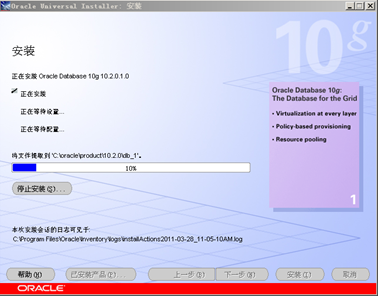 Oracle Universal Installer: 安装
10g
安装
正在安装 Oracle Database 10g 10.2.0.1.0
正在安装
正在等待设置...
正在等待配置...
Oracle Database 10g:
The Database for the Grid
• Virtualization at every layer
• Policy-based provisioning
• Resource pooling
1
将文件提取到 'C:\oracle\product\10.2.0\db_1'。
10%
停止安装(S)...
本次安装会话的日志可见于:
C:\Program Files\Oracle\Inventory\logs\installActions2011-03-28_11-05-10AM.log
帮助(H) 已安装产品(P)... 上一步(B) 下一步(N) 安装(I) 取消
ORACLE